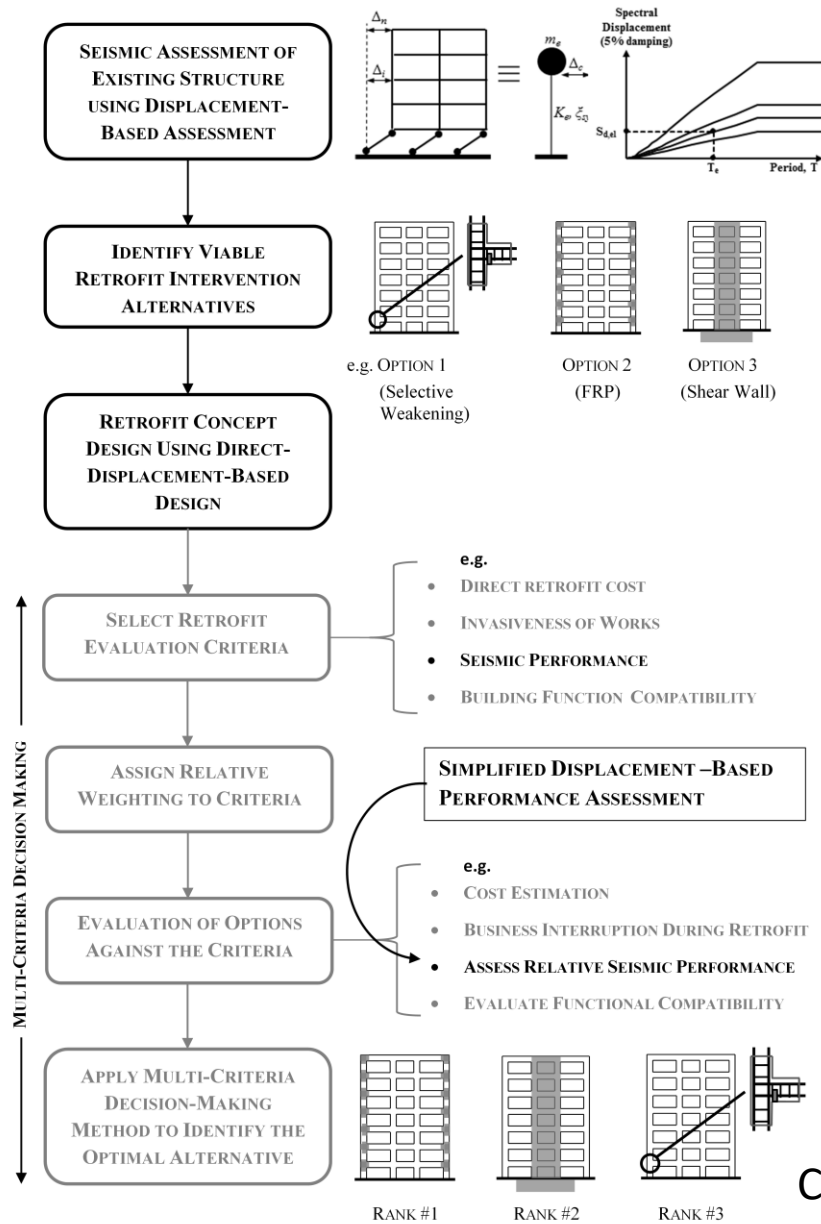 SEISMIC ASSESSMENT OF
EXISTING STRUCTURE
USING DISPLACEMENT-
BASED ASSESSMENT
Δn
Δi
≡
me
Δc
Spectral
Displacement
(5% damping)
Sd,el
Te
Period, T
IDENTIFY VIABLE
RETROFIT INTERVENTION
ALTERNATIVES
e.g. OPTION 1
(Selective
Weakening)
OPTION 2
(FRP)
OPTION 3
(Shear Wall)
RETROFIT CONCEPT
DESIGN USING DIRECT-
DISPLACEMENT-BASED
DESIGN
MULTI-CRITERIA DECISION MAKING
SELECT RETROFIT
EVALUATION CRITERIA
e.g.
• DIRECT RETROFIT COST
• INVASIVENESS OF WORKS
• SEISMIC PERFORMANCE
• BUILDING FUNCTION COMPATIBILITY
ASSIGN RELATIVE
WEIGHTING TO CRITERIA
SIMPLIFIED DISPLACEMENT –BASED
PERFORMANCE ASSESSMENT
EVALUATION OF OPTIONS
AGAINST THE CRITERIA
e.g.
• COST ESTIMATION
• BUSINESS INTERRUPTION DURING RETROFIT
• ASSESS RELATIVE SEISMIC PERFORMANCE
• EVALUATE FUNCTIONAL COMPATIBILITY
APPLY MULTI-CRITERIA
DECISION-MAKING
METHOD TO IDENTIFY THE
OPTIMAL ALTERNATIVE
RANK #1
RANK #2
RANK #3
C